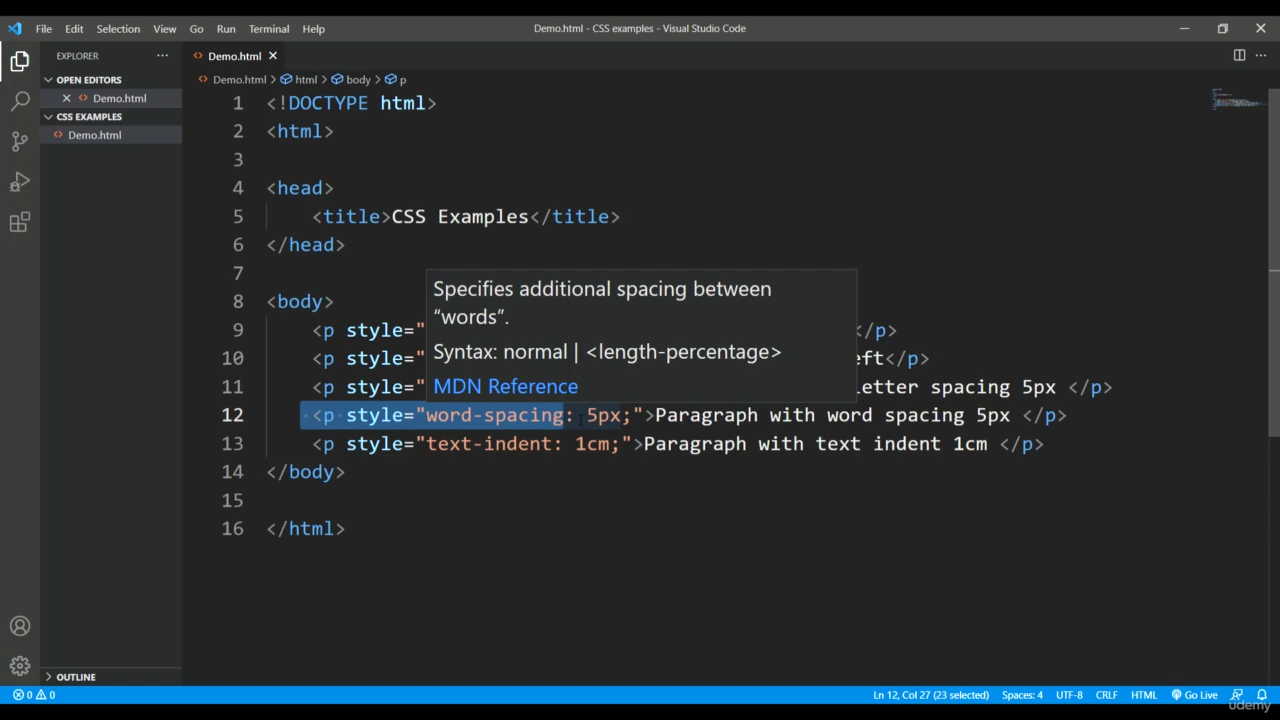 File Edit Selection View Go Run Terminal Help
Demo.html - CSS examples - Visual Studio Code
EXPLORER
OPEN EDITORS
Demo.html
CSS EXAMPLES
Demo.html
OUTLINE
Demo.html
Demo.html > html > body > p
1 <!DOCTYPE html>
2 <html>
3
4 <head>
5 <title>CSS Examples</title>
6 </head>
7
8 <body>
Specifies additional spacing between
“words”.
Syntax: normal | <length-percentage>
MDN Reference
9 <p style=" </p>
10 <p style=" eft</p>
11 <p style=" etter spacing 5px </p>
12 <p style="word-spacing: 5px;">Paragraph with word spacing 5px </p>
13 <p style="text-indent: 1cm;">Paragraph with text indent 1cm </p>
14 </body>
15
16 </html>
0 0
Ln 12, Col 27 (23 selected) Spaces: 4 UTF-8 CRLF HTML Go Live
udemy